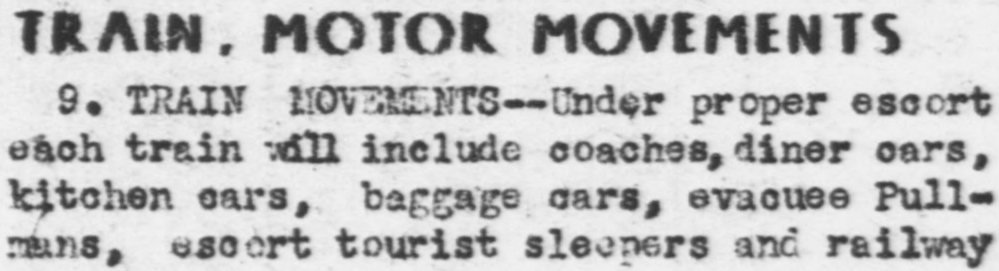 TRAIN, MOTOR MOVEMENTS
9. TRAIN MOVEMENTS--Under proper escort
each train will include coaches, diner cars,
kitchen cars, baggage cars, evacuee Pull-
mans, escort tourist sleepers and railway